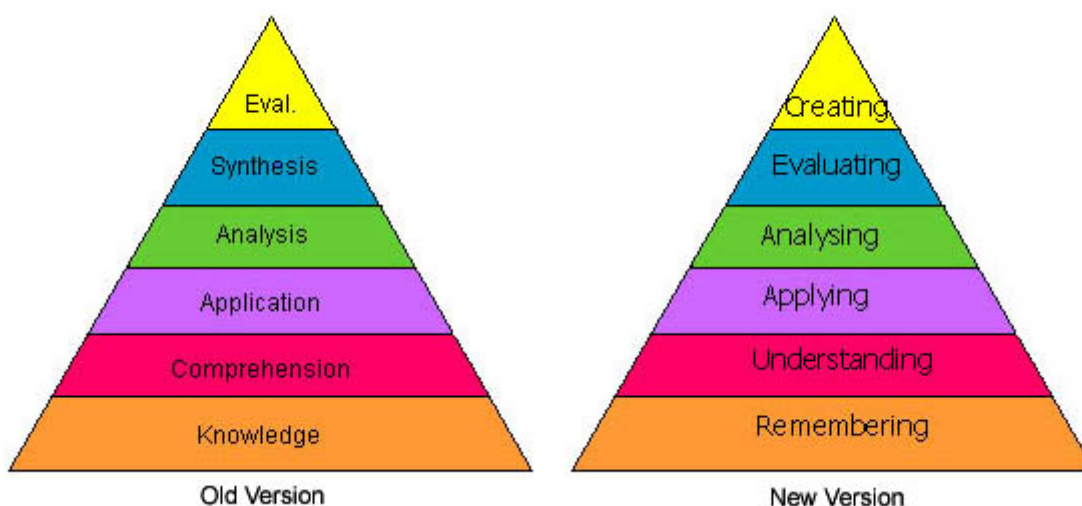 Eval.
Synthesis
Analysis
Application
Comprehension
Knowledge
Old Version
Creating
Evaluating
Analysing
Applying
Understanding
Remembering
New Version